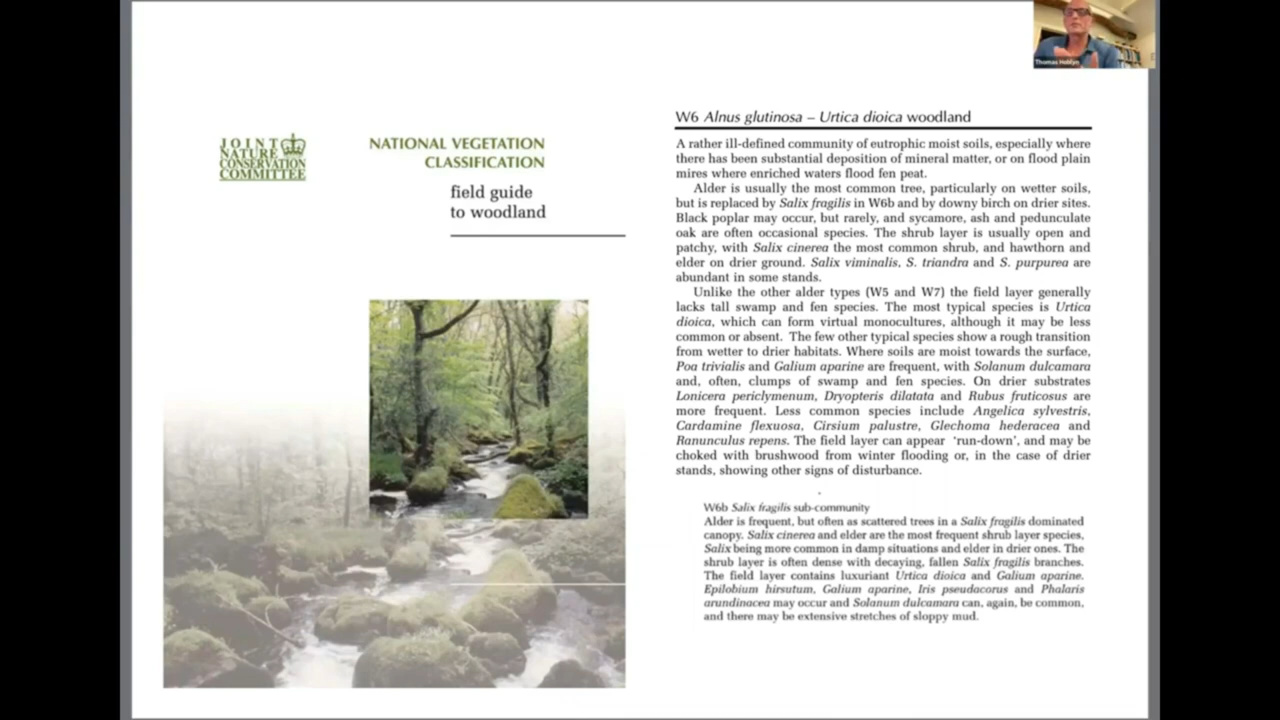 Thomas
JOINT
NATURE
CONSERVATION
COMMITTEE
NATIONAL VEGETATION
CLASSIFICATION
field guide
to woodland
W6 Alnus glutinosa – Urtica dioica woodland
A rather ill-defined community of eutrophic moist soils, especially where
there has been substantial deposition of mineral matter, or on flood plain
mires where enriched waters flood fen peat.
Alder is usually the most common tree, particularly on wetter soils,
but is replaced by Salix fragilis in W6b and by downy birch on drier sites.
Black poplar may occur, but rarely, and sycamore, ash and pedunculate
oak are often occasional species. The shrub layer is usually open and
patchy, with Salix cinerea the most common shrub, and hawthorn and
elder on drier ground. Salix viminalis, S. triandra and S. purpurea are
abundant in some stands.
Unlike the other alder types (W5 and W7) the field layer generally
lacks tall swamp and fen species. The most typical species is Urtica
dioica, which can form virtual monocultures, although it may be less
common or absent. The few other typical species show a rough transition
from wetter to drier habitats. Where soils are moist towards the surface,
Poa trivialis and Galium aparine are frequent, with Solanum dulcamara
and, often, clumps of swamp and fen species. On drier substrates
Lonicera periclymenum, Dryopteris dilatata and Rubus fruticosus are
more frequent. Less common species include Angelica sylvestris,
Cardamine flexuosa, Cirsium palustre, Glechoma hederacea and
Ranunculus repens. The field layer can appear 'run-down', and may be
choked with brushwood from winter flooding or, in the case of drier
stands, showing other signs of disturbance.
W6b Salix fragilis sub-community
Alder is frequent, but often as scattered trees in a Salix fragilis dominated
canopy. Salix cinerea and elder are the most frequent shrub layer species,
Salix being more common in damp situations and elder in drier ones. The
shrub layer is often dense with decaying, fallen Salix fragilis branches.
The field layer contains luxuriant Urtica dioica and Galium aparine.
Epilobium hirsutum, Galium aparine, Iris pseudacorus and Phalaris
arundinacea may occur and Solanum dulcamara can, again, be common,
and there may be extensive stretches of sloppy mud.